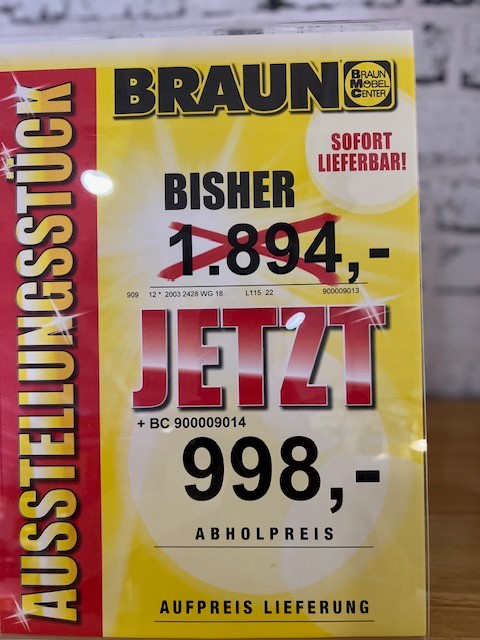 BRAUN
BRAUN
MÖBEL
CENTER
AUSSTELLUNGSSTÜCK
SOFORT
LIEFERBAR!
BISHER
1.894,-
909 12 * 2003 2428 WG 18 L115 22 900009013
JETZT
+ BC 900009014
998,-
ABHOLPREIS
AUFPREIS LIEFERUNG